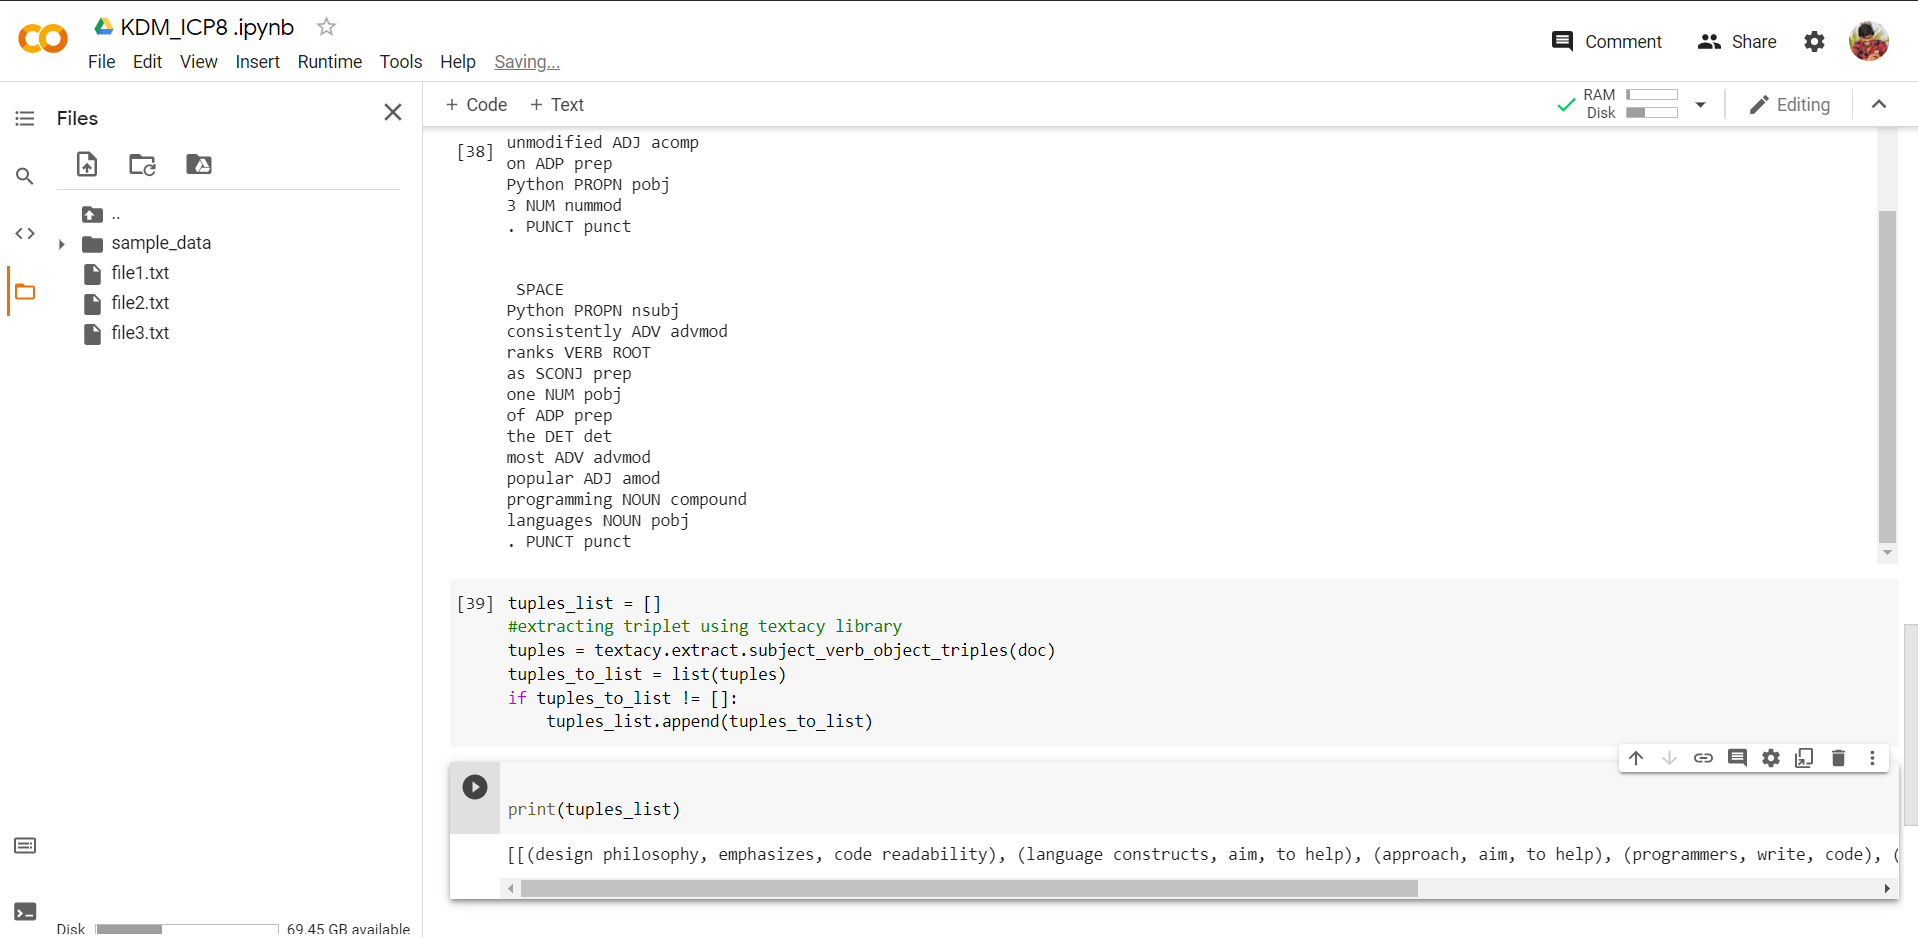 KDM_ICP8 .ipynb
File Edit View Insert Runtime Tools Help Saving...
Comment
Share
Files
..
sample_data
file1.txt
file2.txt
file3.txt
Disk 69.45 GB available
+ Code + Text
RAM
Disk
Editing
[38]
unmodified ADJ acomp
on ADP prep
Python PROPN pobj
3 NUM nummod
. PUNCT punct
SPACE
Python PROPN nsubj
consistently ADV advmod
ranks VERB ROOT
as SCONJ prep
one NUM pobj
of ADP prep
the DET det
most ADV advmod
popular ADJ amod
programming NOUN compound
languages NOUN pobj
. PUNCT punct
[39] tuples_list = []
#extracting triplet using textacy library
tuples = textacy.extract.subject_verb_object_triples(doc)
tuples_to_list = list(tuples)
if tuples_to_list != []:
tuples_list.append(tuples_to_list)
print(tuples_list)
[[(design philosophy, emphasizes, code readability), (language constructs, aim, to help), (approach, aim, to help), (programmers, write, code), (